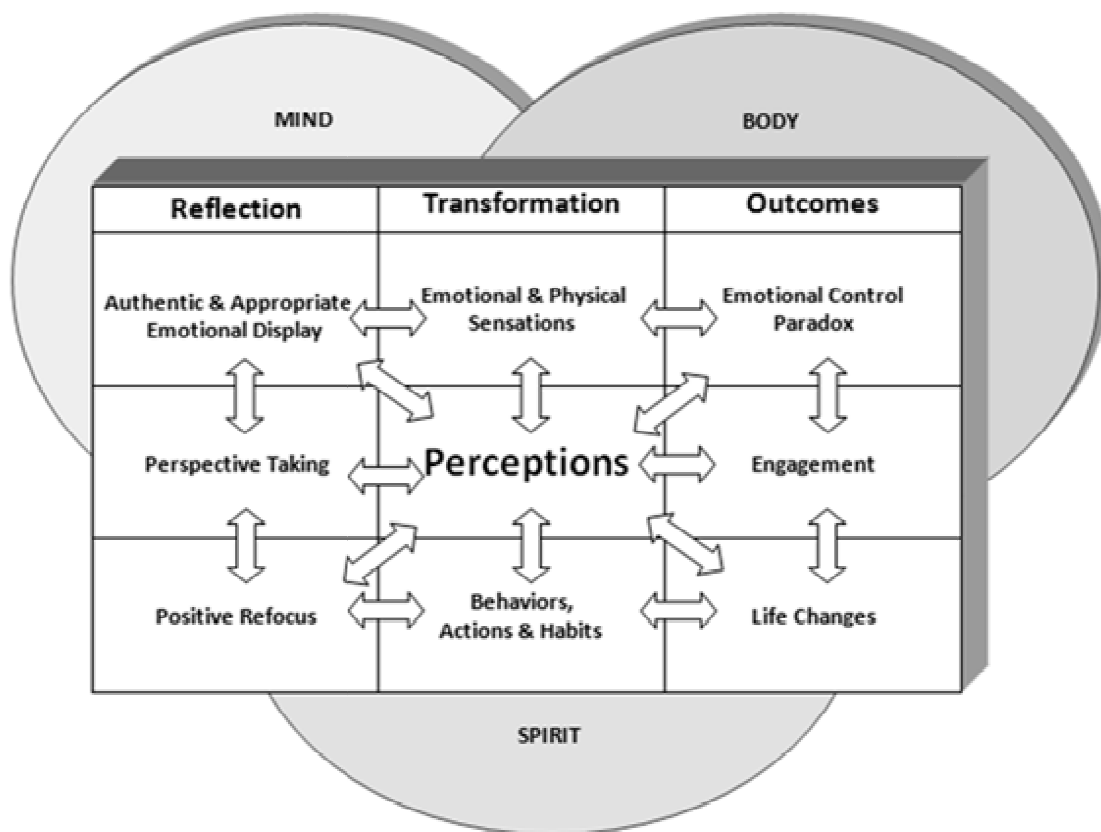 MIND
BODY
Reflection
Transformation
Outcomes
Authentic & Appropriate
Emotional Display
Emotional & Physical
Sensations
Emotional Control
Paradox
Perspective Taking
Perceptions
Engagement
Positive Refocus
Behaviors,
Actions & Habits
Life Changes
SPIRIT